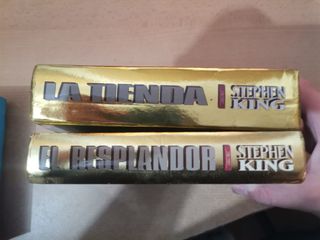 LA TIENDA
STEPHEN
KING
EL RESPLANDOR
STEPHEN
KING